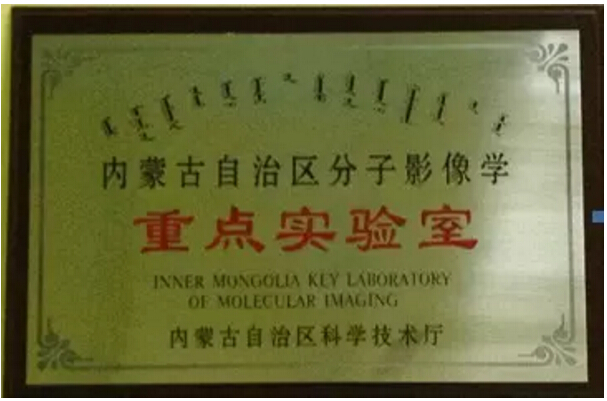 内蒙古自治区分子影像学
重点实验室
INNER MONGOLIA KEY LABORATORY
OF MOLECULAR IMAGING
内蒙古自治区科学技术厅